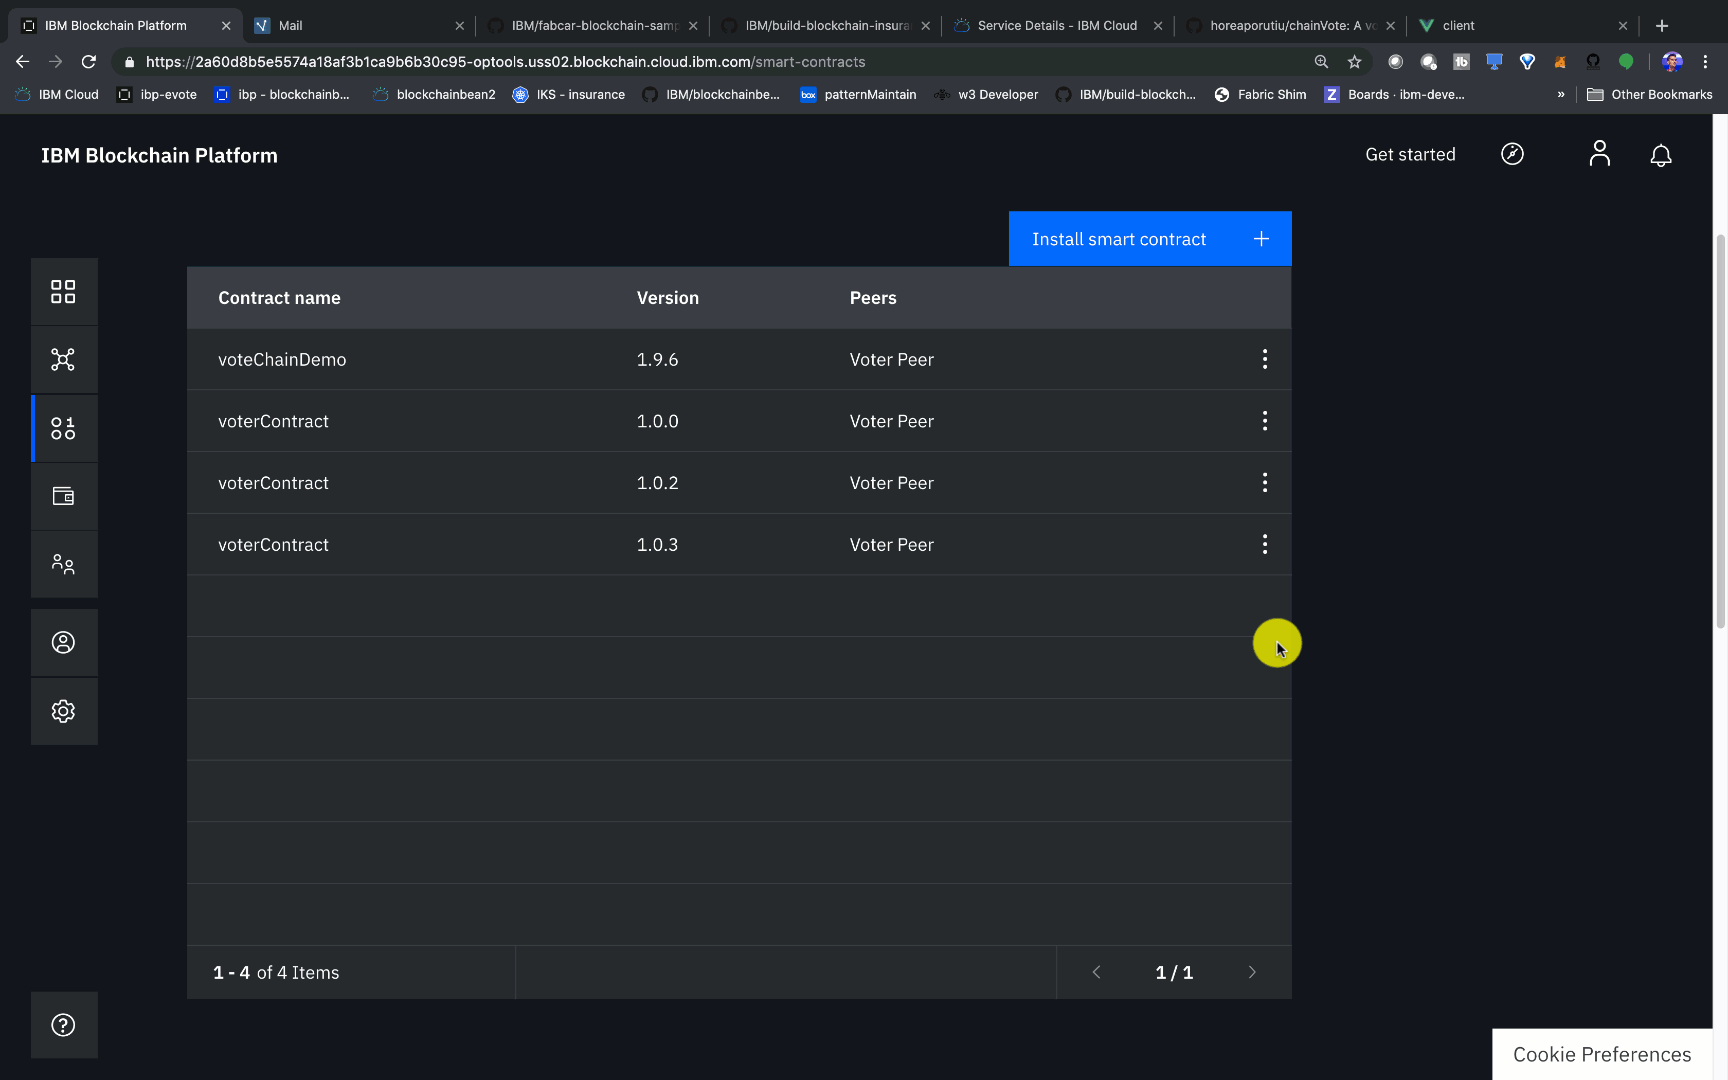 IBM Blockchain Platform
Mail
IBM/fabcar-blockchain-samp
IBM/build-blockchain-insura
Service Details - IBM Cloud
horeaporutiu/chainVote: A vo
client
https://2a60d8b5e5574a18af3b1ca9b6b30c95-optools.uss02.blockchain.cloud.ibm.com/smart-contracts
IBM Cloud
ibp-evote
ibp - blockchainb...
blockchainbean2
IKS - insurance
IBM/blockchainbe...
box
patternMaintain
w3 Developer
IBM/build-blockch...
Fabric Shim
Z
Boards · ibm-deve...
»
Other Bookmarks
IBM Blockchain Platform
Get started
Install smart contract +
Contract name Version Peers
voteChainDemo 1.9.6 Voter Peer
voterContract 1.0.0 Voter Peer
voterContract 1.0.2 Voter Peer
voterContract 1.0.3 Voter Peer
1 - 4 of 4 Items
1 / 1
Cookie Preferences